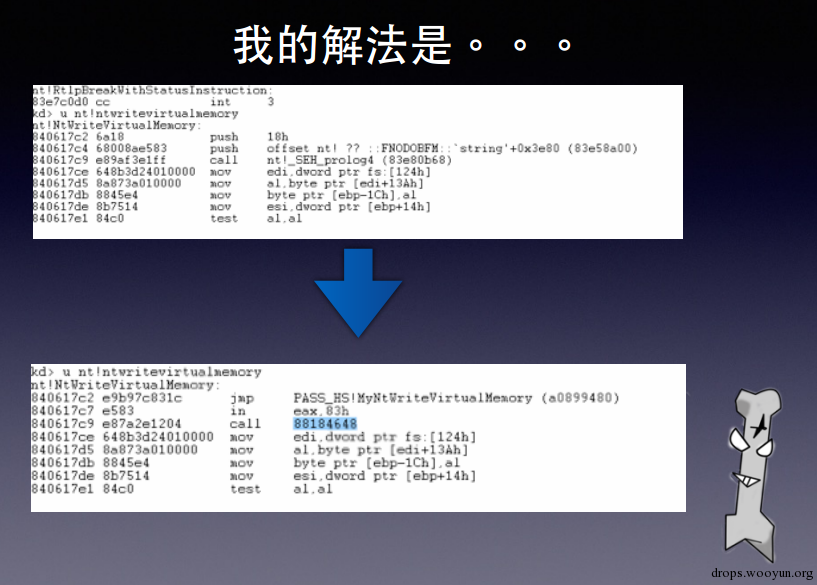 我的解法是。。。
nt!RtlpBreakWithStatusInstruction:
83e7c0d0 cc int 3
kd> u nt!ntwritevirtualmemory
nt!NtWriteVirtualMemory:
840617c2 6a18 push 18h
840617c4 68008ae583 push offset nt! ?? ::FNODOBFM::`string'+0x3e80 (83e58a00)
840617c9 e89af3e1ff call nt!_SEH_prolog4 (83e80b68)
840617ce 648b3d24010000 mov edi,dword ptr fs:[124h]
840617d5 8a873a010000 mov al,byte ptr [edi+13Ah]
840617db 8845e4 mov byte ptr [ebp-1Ch],al
840617de 8b7514 mov esi,dword ptr [ebp+14h]
840617e1 84c0 test al,al
kd> u nt!ntwritevirtualmemory
nt!NtWriteVirtualMemory:
840617c2 e9b97c831c jmp PASS_HS!MyNtWriteVirtualMemory (a0899480)
840617c7 e583 in eax,83h
840617c9 e87a2e1204 call 88184648
840617ce 648b3d24010000 mov edi,dword ptr fs:[124h]
840617d5 8a873a010000 mov al,byte ptr [edi+13Ah]
840617db 8845e4 mov byte ptr [ebp-1Ch],al
840617de 8b7514 mov esi,dword ptr [ebp+14h]
840617e1 84c0 test al,al
drops.wooyun.org